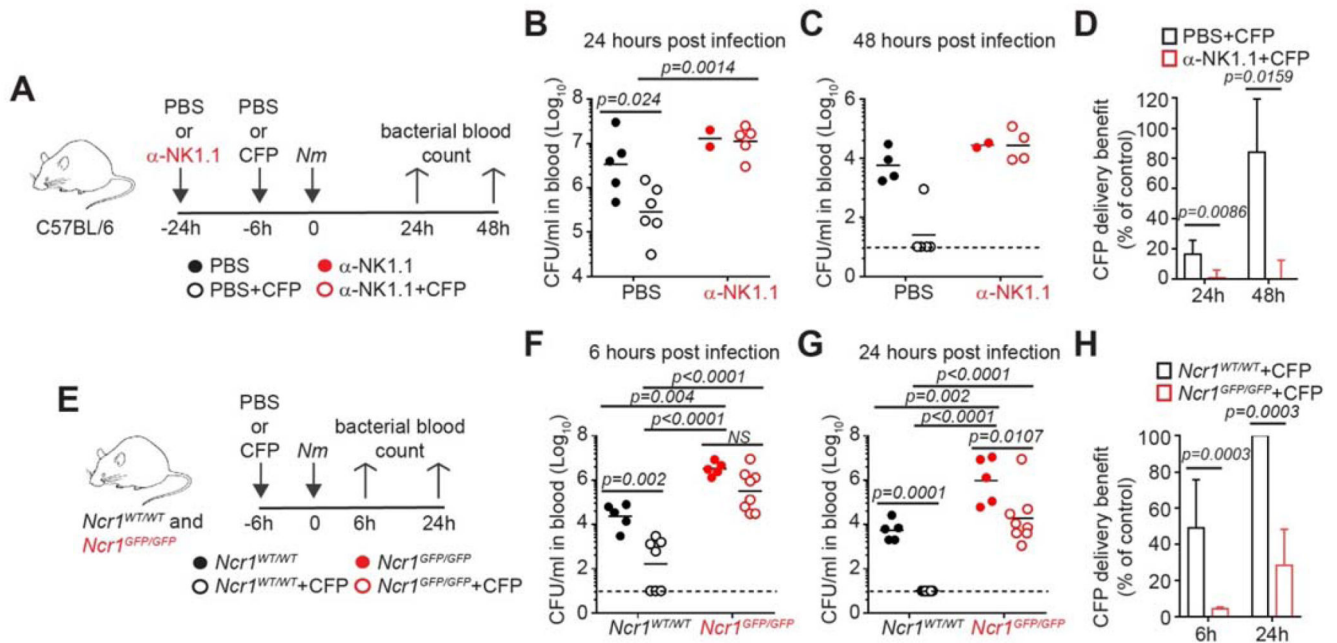 A
PBS
or
α-NK1.1
PBS
or
CFP
Nm
bacterial blood
count
C57BL/6
-24h
-6h
0
24h
48h
PBS
α-NK1.1
PBS+CFP
α-NK1.1+CFP
B
24 hours post infection
p=0.0014
p=0.024
CFU/ml in blood (Log10)
7
6
5
4
PBS
α-NK1.1
C
48 hours post infection
CFU/ml in blood (Log10)
6
4
2
0
PBS
α-NK1.1
D
PBS+CFP
α-NK1.1+CFP
p=0.0159
p=0.0086
CFP delivery benefit
(% of control)
120
100
80
60
40
20
0
24h
48h
E
PBS
or
CFP
Nm
bacterial blood
count
Ncr1WT/WT and
Ncr1GFP/GFP
-6h
0
6h
24h
Ncr1WT/WT
Ncr1GFP/GFP
Ncr1WT/WT+CFP
Ncr1GFP/GFP+CFP
F
6 hours post infection
p<0.0001
p=0.004
p<0.0001
NS
p=0.002
CFU/ml in blood (Log10)
8
6
4
2
0
Ncr1WT/WT
Ncr1GFP/GFP
G
24 hours post infection
p<0.0001
p=0.002
p<0.0001
p=0.0107
p=0.0001
CFU/ml in blood (Log10)
8
6
4
2
0
Ncr1WT/WT
Ncr1GFP/GFP
H
Ncr1WT/WT+CFP
Ncr1GFP/GFP+CFP
p=0.0003
p=0.0003
CFP delivery benefit
(% of control)
100
80
60
40
20
0
6h
24h